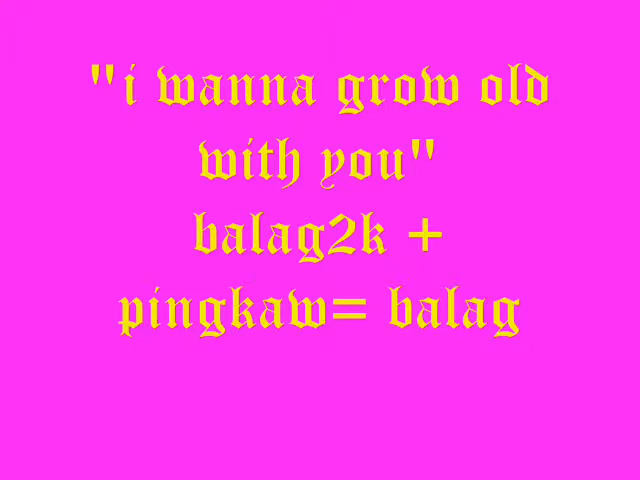 "i wanna grow old
with you"
balag2k +
pingkaw= balag